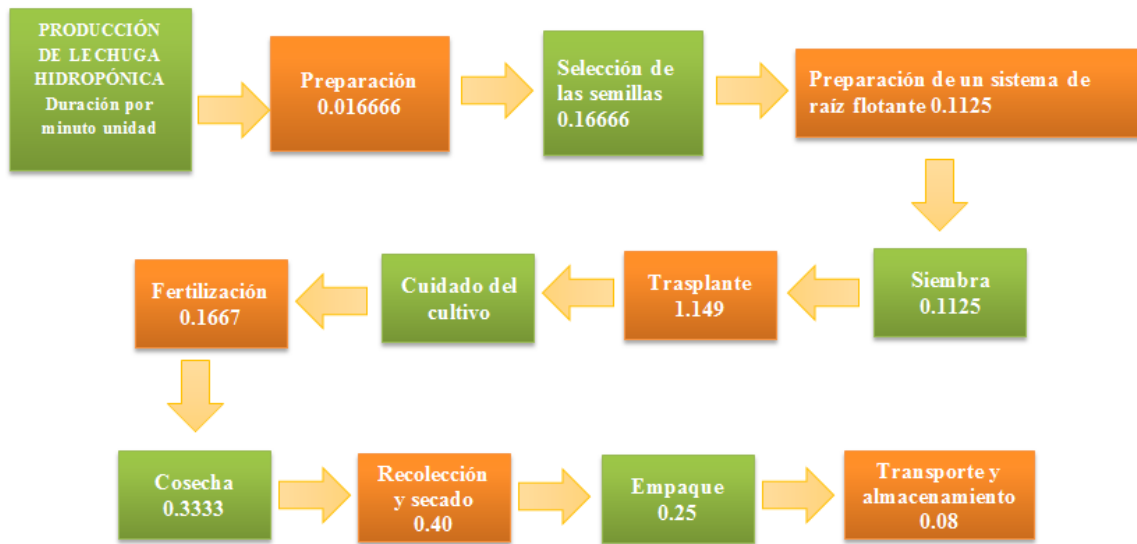 PRODUCCIÓN
DE LECHUGA
HIDROPÓNICA
Duración por
minuto unidad
Preparación
0.016666
Selección de
las semillas
0.16666
Preparación de un sistema de
raíz flotante 0.1125
Siembra
0.1125
Trasplante
1.149
Cuidado del
cultivo
Fertilización
0.1667
Cosecha
0.3333
Recolección
y secado
0.40
Empaque
0.25
Transporte y
almacenamiento
0.08